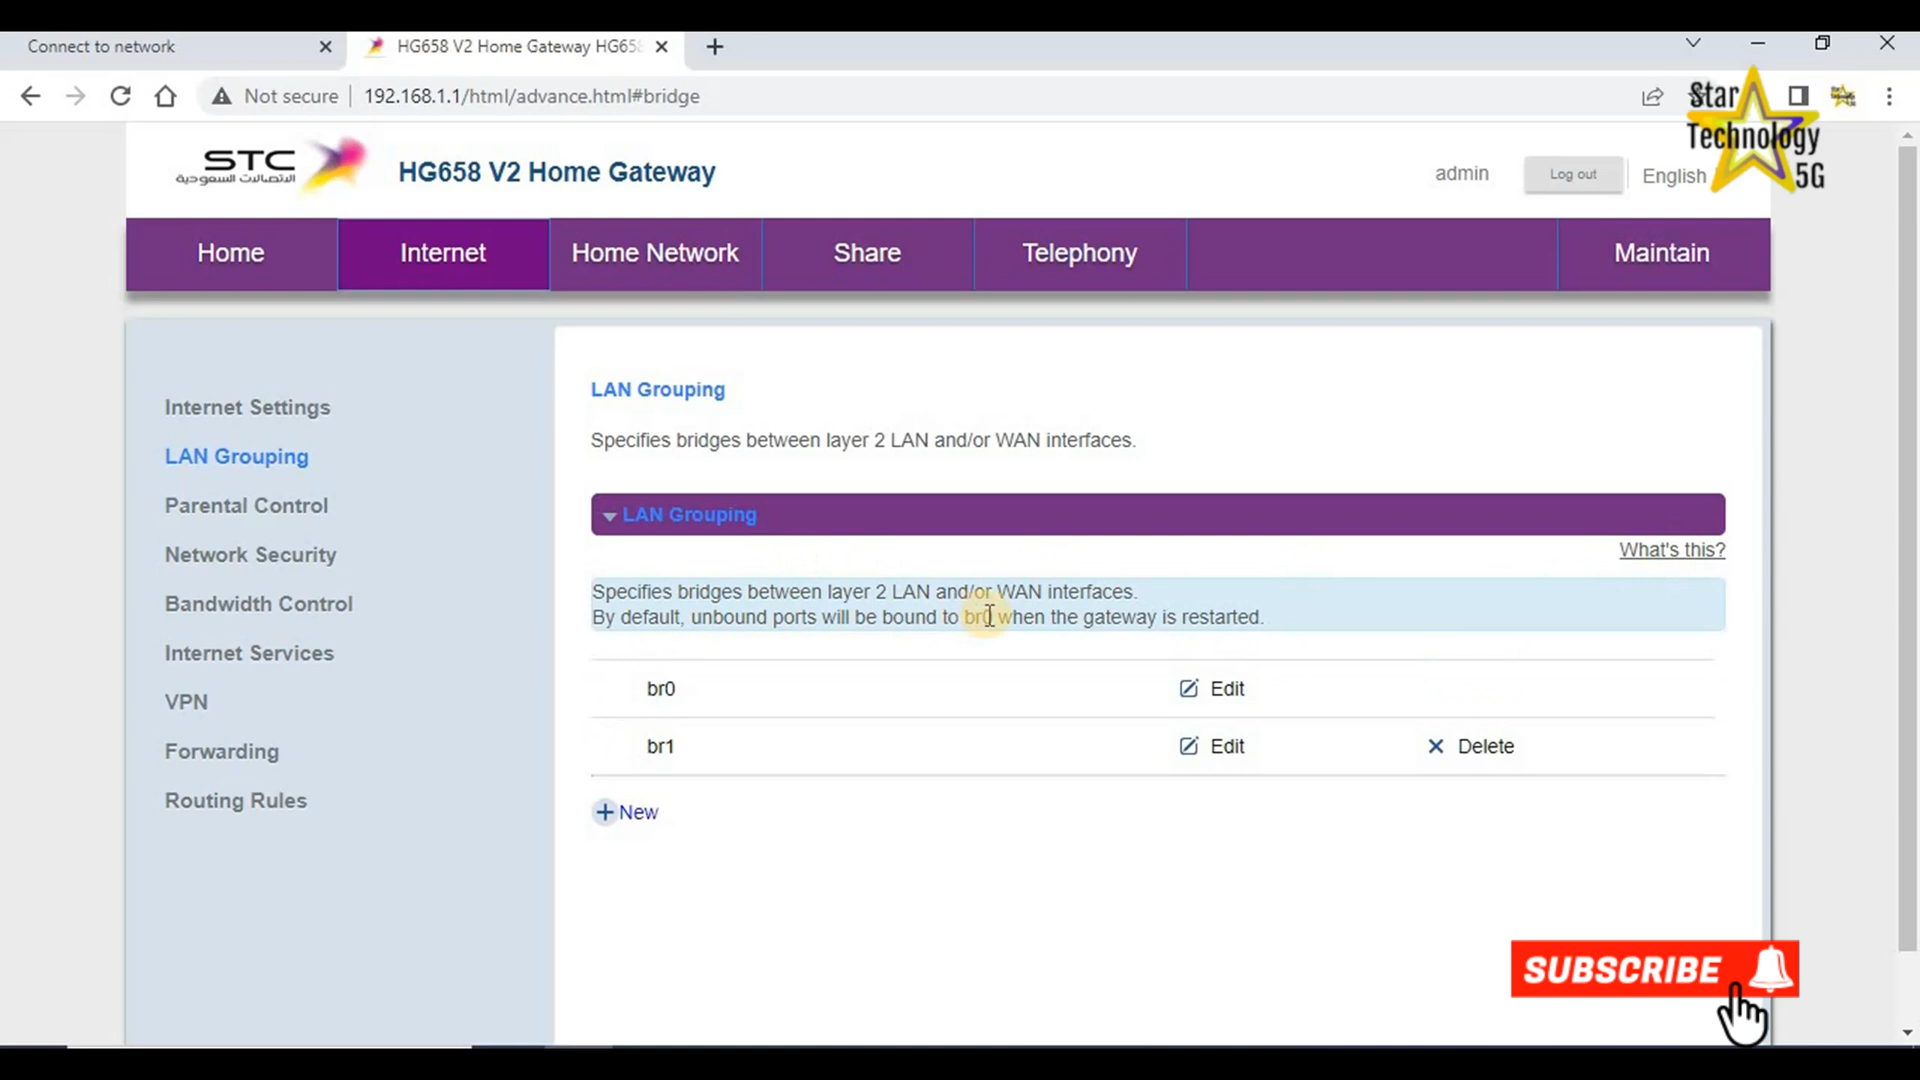 Connect to network
HG658 V2 Home Gateway HG658
Not secure
192.168.1.1/html/advance.html#bridge
Star
Technology
5G
STC
الاتصالات السعودية
HG658 V2 Home Gateway
admin
Log out
English
Home
Internet
Home Network
Share
Telephony
Maintain
Internet Settings
LAN Grouping
Parental Control
Network Security
Bandwidth Control
Internet Services
VPN
Forwarding
Routing Rules
LAN Grouping
Specifies bridges between layer 2 LAN and/or WAN interfaces.
LAN Grouping
What's this?
Specifies bridges between layer 2 LAN and/or WAN interfaces.
By default, unbound ports will be bound to br0 when the gateway is restarted.
br0 Edit
br1 Edit Delete
New
SUBSCRIBE